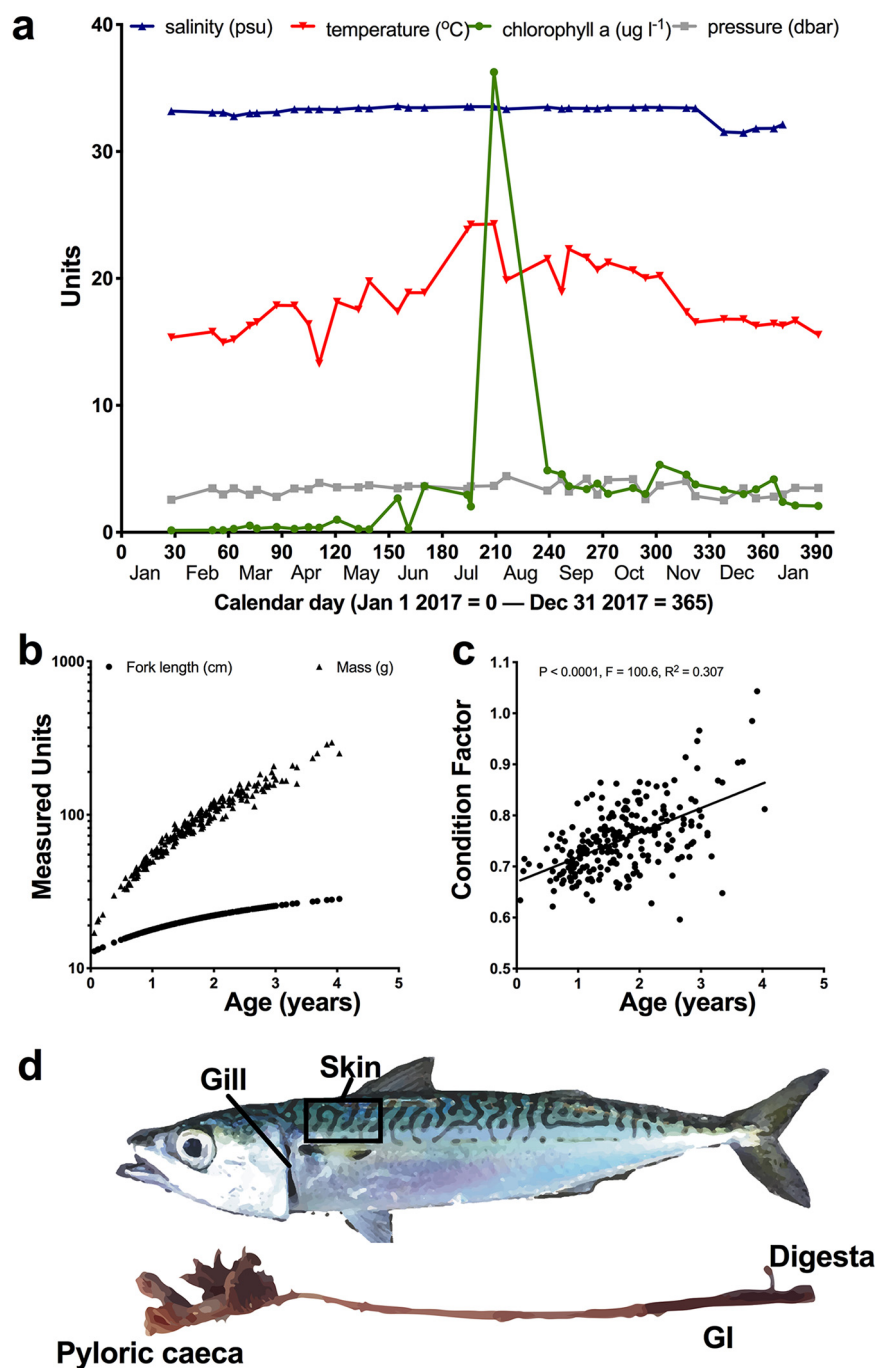 a
salinity (psu) temperature (ºC) chlorophyll a (ug l⁻¹) pressure (dbar)
40
30
20
10
0
Units
0 30 60 90 120 150 180 210 240 270 300 330 360 390
Jan Feb Mar Apr May Jun Jul Aug Sep Oct Nov Dec Jan
Calendar day (Jan 1 2017 = 0 — Dec 31 2017 = 365)
b
Fork length (cm) Mass (g)
1000
100
10
Measured Units
0 1 2 3 4 5
Age (years)
c
P < 0.0001, F = 100.6, R² = 0.307
1.1
1.0
0.9
0.8
0.7
0.6
0.5
Condition Factor
0 1 2 3 4 5
Age (years)
d
Gill
Skin
Digesta
GI
Pyloric caeca